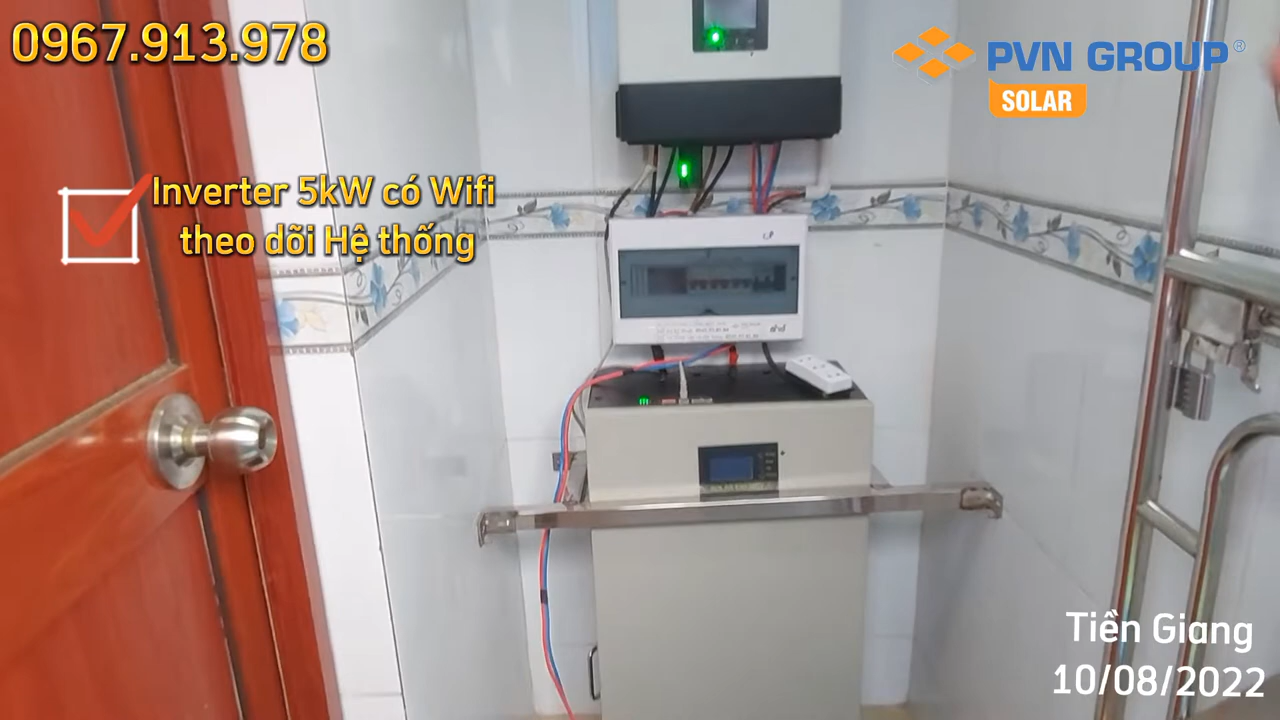 0967.913.978
PVN GROUP®
SOLAR
Inverter 5kW có Wifi
theo dõi Hệ thống
Tiền Giang
10/08/2022